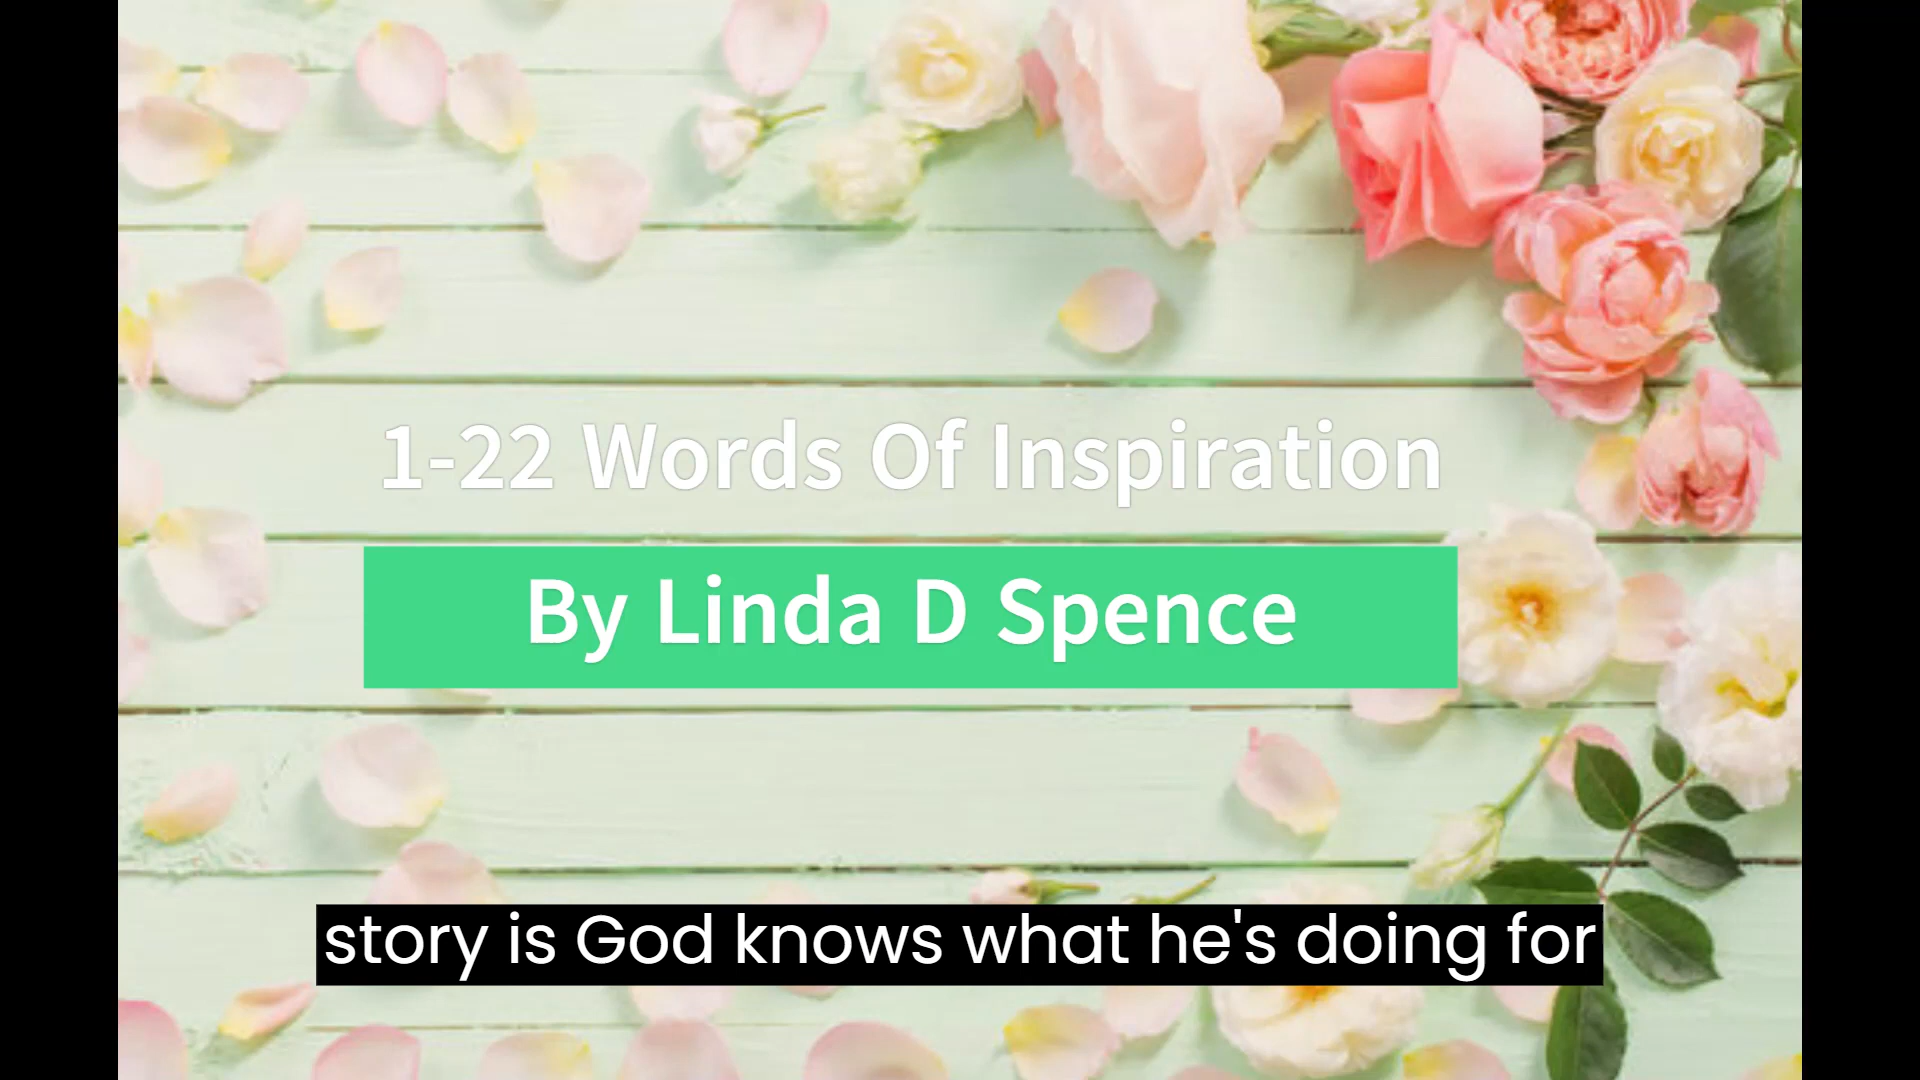 1-22 Words Of Inspiration
By Linda D Spence
story is God knows what he's doing for